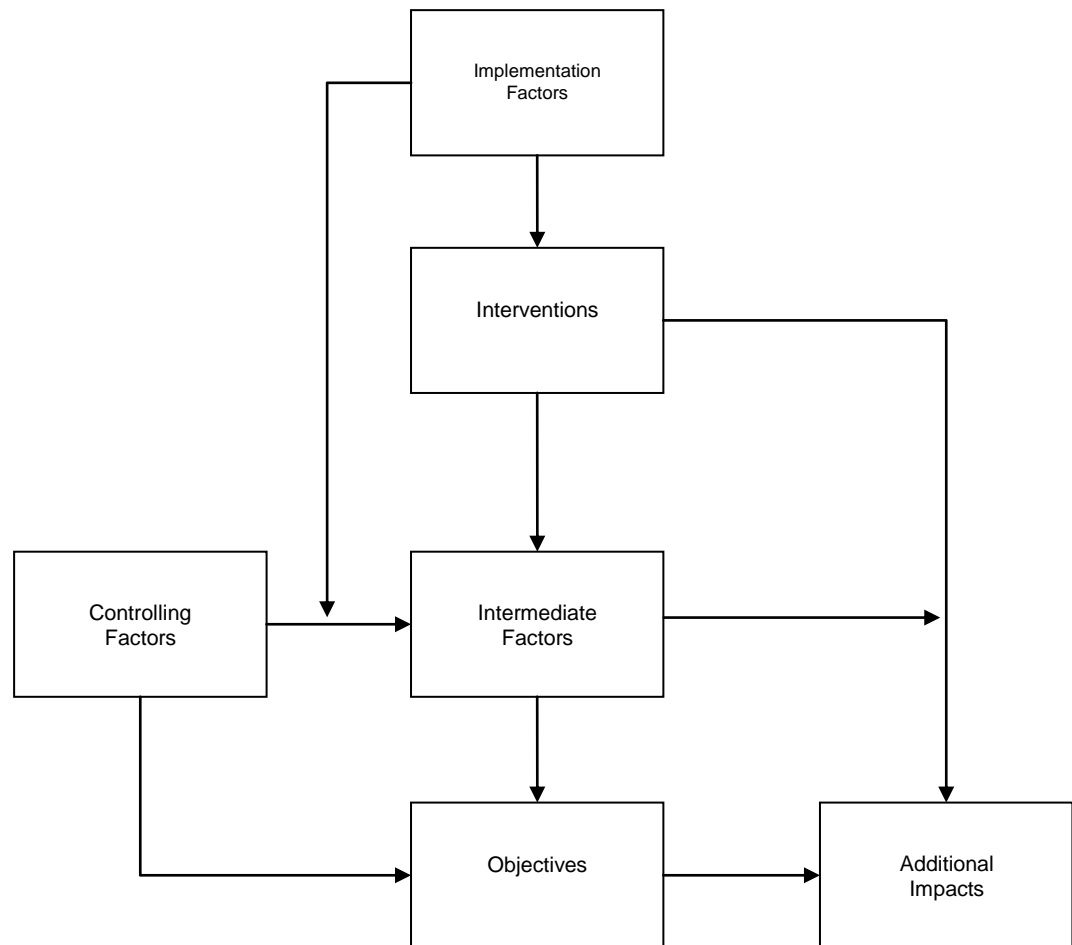 Implementation
Factors
Interventions
Controlling
Factors
Intermediate
Factors
Objectives
Additional
Impacts